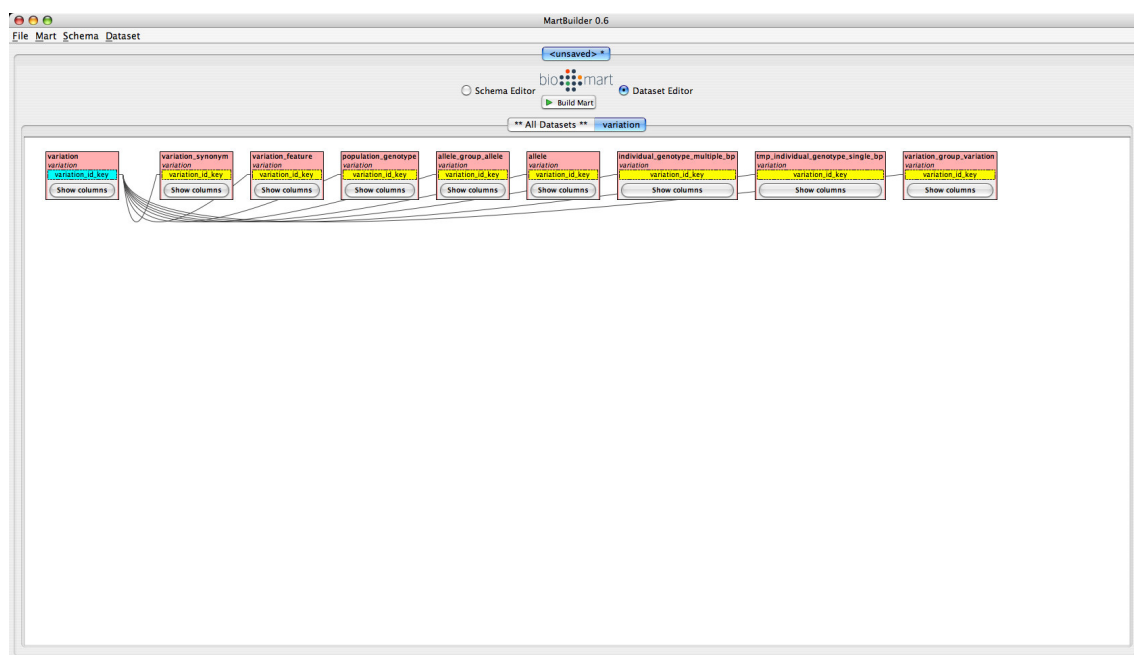 MartBuilder 0.6
File Mart Schema Dataset
<unsaved> *
bio mart
Schema Editor
Dataset Editor
Build Mart
** All Datasets ** variation
variation variation_synonym variation_feature population_genotype allele_group_allele allele individual_genotype_multiple_bp tmp_individual_genotype_single_bp variation_group_variation
variation variation variation variation variation variation variation variation variation
variation_id_key variation_id_key variation_id_key variation_id_key variation_id_key variation_id_key variation_id_key variation_id_key variation_id_key
Show columns Show columns Show columns Show columns Show columns Show columns Show columns Show columns Show columns